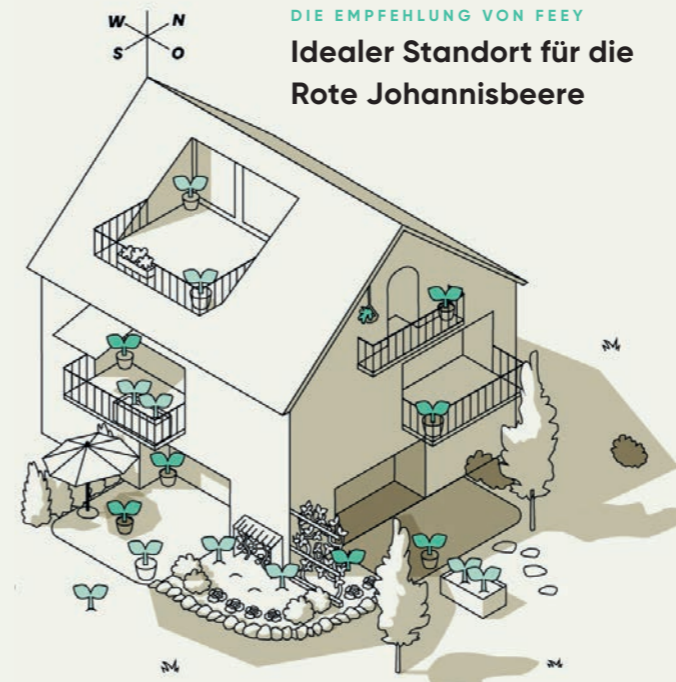 W N
S O
DIE EMPFEHLUNG VON FEEY
Idealer Standort für die
Rote Johannisbeere